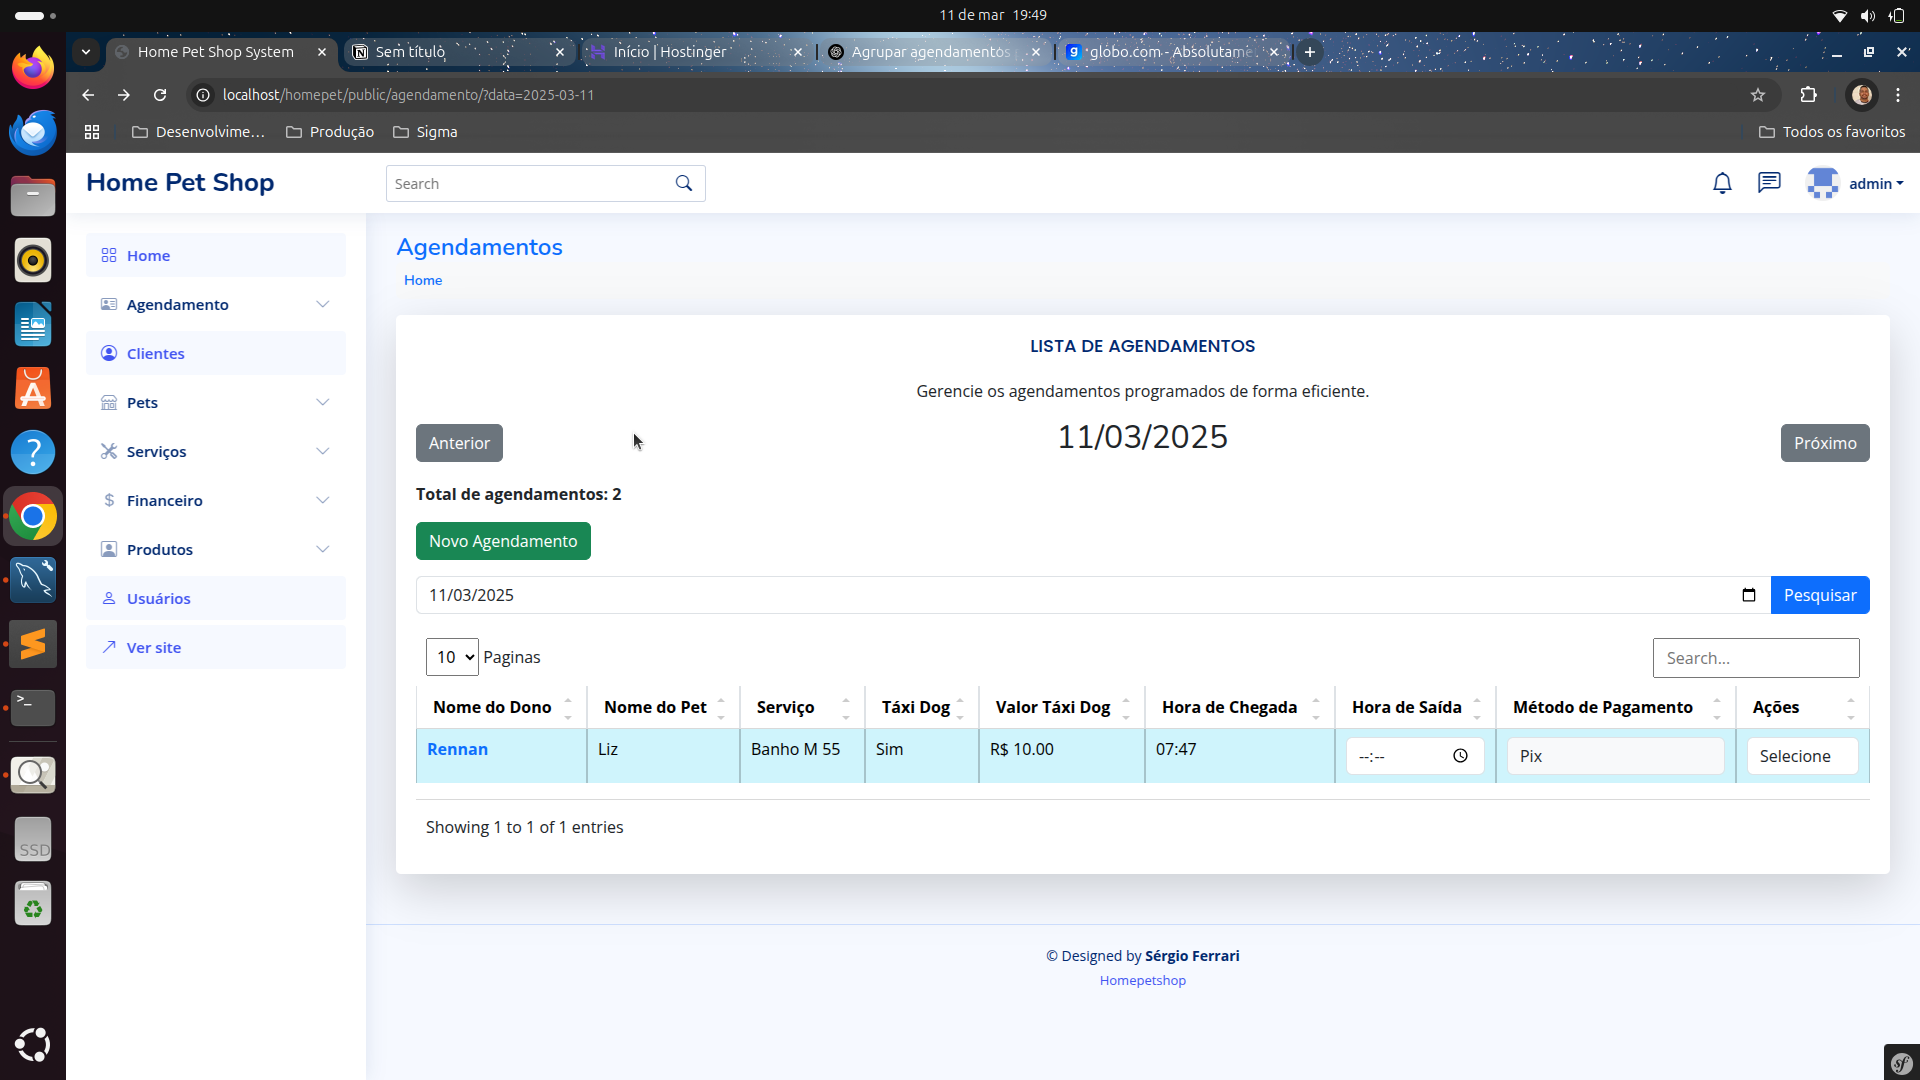 11 de mar 19:49
Home Pet Shop System
Sem título
Início | Hostinger
Agrupar agendamentos
globo.com - Absolutame
localhost/homepet/public/agendamento/?data=2025-03-11
Desenvolvime...
Produção
Sigma
Todos os favoritos
Home Pet Shop
Search
admin
Home
Agendamento
Clientes
Pets
Serviços
Financeiro
Produtos
Usuários
Ver site
Agendamentos
Home
LISTA DE AGENDAMENTOS
Gerencie os agendamentos programados de forma eficiente.
Anterior
11/03/2025
Próximo
Total de agendamentos: 2
Novo Agendamento
11/03/2025
Pesquisar
10 Paginas
Search...
Nome do Dono Nome do Pet Serviço Táxi Dog Valor Táxi Dog Hora de Chegada Hora de Saída Método de Pagamento Ações
Rennan Liz Banho M 55 Sim R$ 10.00 07:47 --:-- Pix Selecione
Showing 1 to 1 of 1 entries
© Designed by Sérgio Ferrari
Homepetshop
SSD